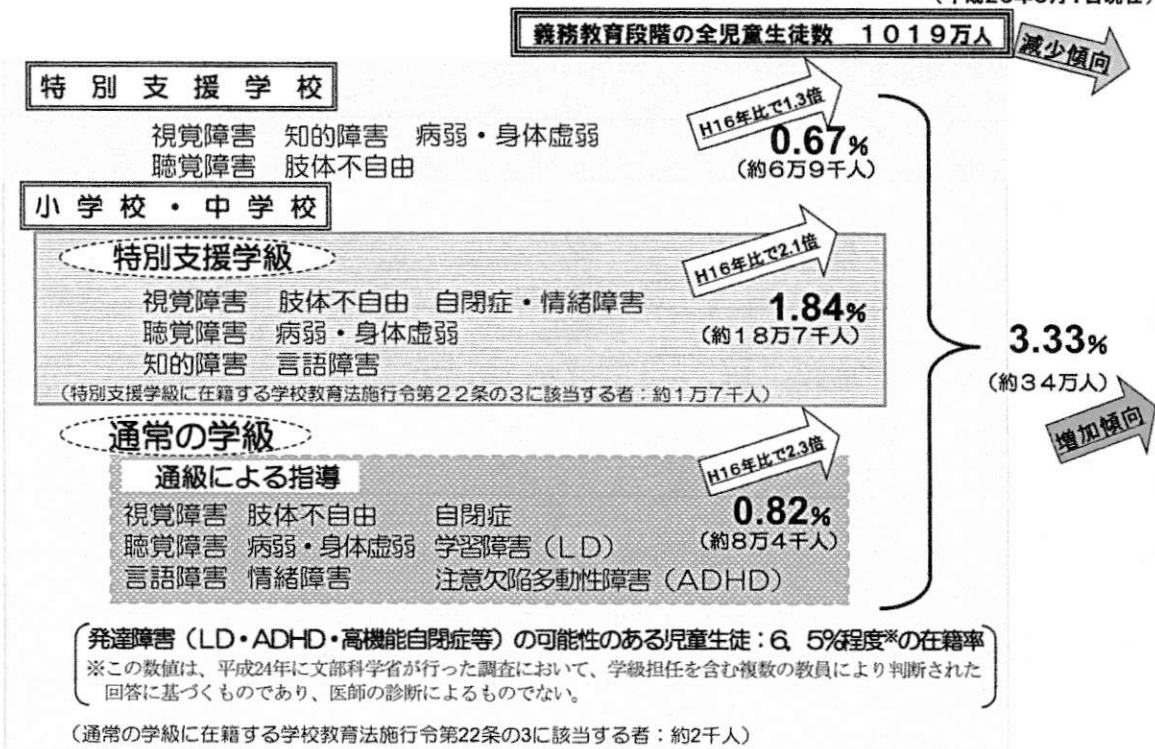 義務教育段階の全児童生徒数 1019万人
減少傾向
特別支援学校
H16年比で1.3倍
視覚障害 知的障害 病弱・身体虚弱
聴覚障害 肢体不自由
0.67%
(約6万9千人)
小学校・中学校
特別支援学級
H16年比で2.1倍
視覚障害 肢体不自由 自閉症・情緒障害
聴覚障害 病弱・身体虚弱
知的障害 言語障害
1.84%
(約18万7千人)
(特別支援学級に在籍する学校教育法施行令第22条の3に該当する者:約1万7千人)
3.33%
(約34万人)
増加傾向
通常の学級
H16年比で2.3倍
通級による指導
視覚障害 肢体不自由 自閉症
聴覚障害 病弱・身体虚弱 学習障害(LD)
言語障害 情緒障害 注意欠陥多動性障害(ADHD)
0.82%
(約8万4千人)
発達障害(LD・ADHD・高機能自閉症等)の可能性のある児童生徒:6.5%程度※の在籍率
※この数値は、平成24年に文部科学省が行った調査において、学級担任を含む複数の教員により判断された
回答に基づくものであり、医師の診断によるものでない。
(通常の学級に在籍する学校教育法施行令第22条の3に該当する者:約2千人)